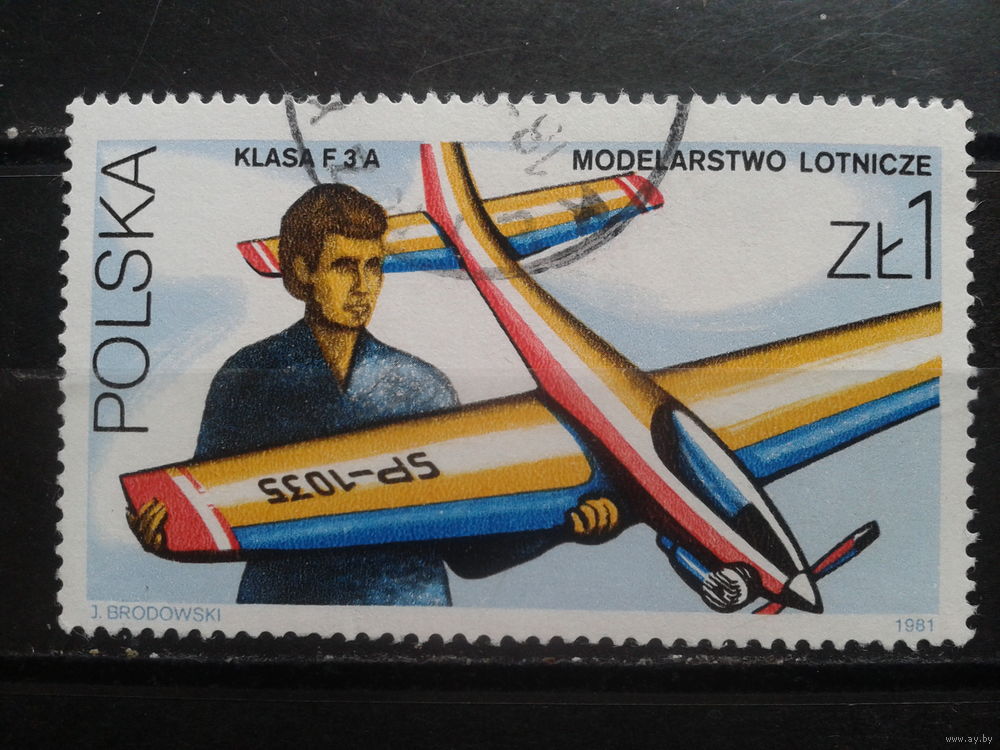 KLASA F 3 A
MODELARSTWO LOTNICZE
POLSKA
ZŁ1
SP-1035
J. BRODOWSKI
1981
www.ay.by